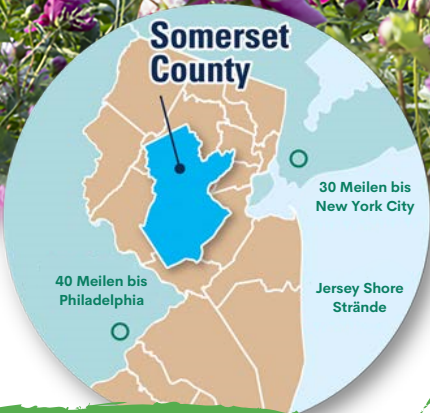 Somerset
County
30 Meilen bis
New York City
40 Meilen bis
Philadelphia
Jersey Shore
Strände